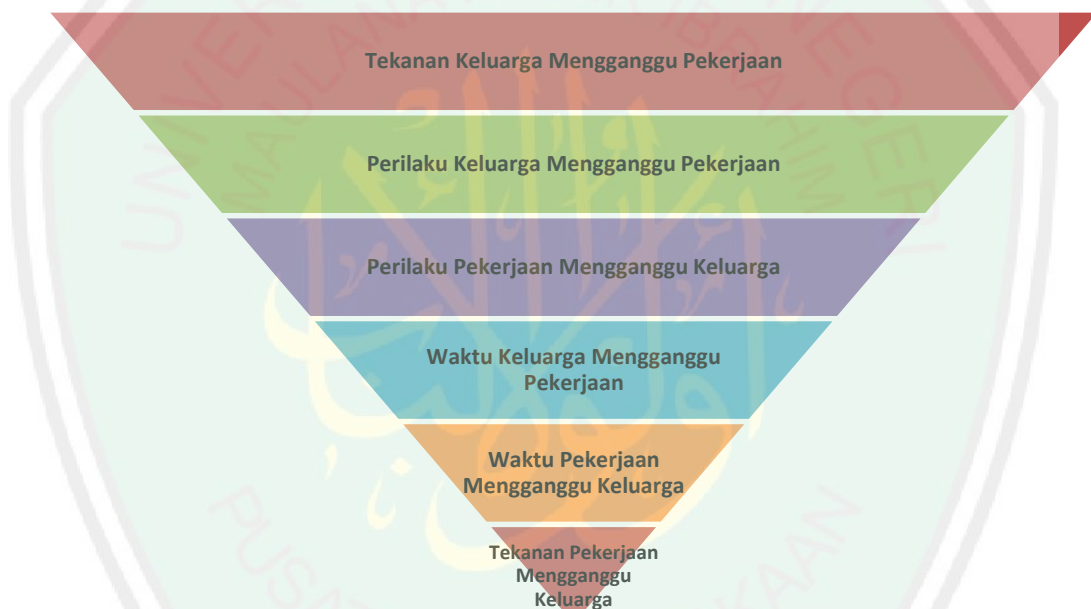 Tekanan Keluarga Mengganggu Pekerjaan
Perilaku Keluarga Mengganggu Pekerjaan
Perilaku Pekerjaan Mengganggu Keluarga
Waktu Keluarga Mengganggu
Pekerjaan
Waktu Pekerjaan
Mengganggu Keluarga
Tekanan Pekerjaan
Mengganggu
Keluarga